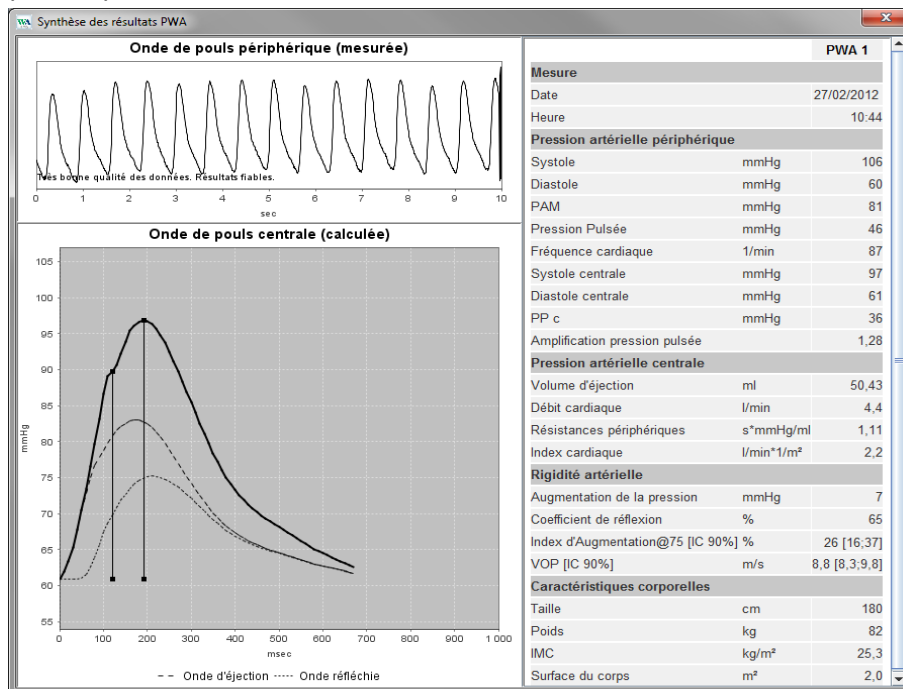 Synthèse des résultats PWA
Onde de pouls périphérique (mesurée)
Très bonne qualité des données. Résultats fiables.
0 1 2 3 4 5 6 7 8 9 10
sec
Onde de pouls centrale (calculée)
105
100
95
90
85
80
75
70
65
60
55
mmHg
0 100 200 300 400 500 600 700 800 900 1 000
msec
Onde d'éjection Onde réfléchie
PWA 1
Mesure
Date 27/02/2012
Heure 10:44
Pression artérielle périphérique
Systole mmHg 106
Diastole mmHg 60
PAM mmHg 81
Pression Pulsée mmHg 46
Fréquence cardiaque 1/min 87
Systole centrale mmHg 97
Diastole centrale mmHg 61
PP c mmHg 36
Amplification pression pulsée 1,28
Pression artérielle centrale
Volume d'éjection ml 50,43
Débit cardiaque l/min 4,4
Résistances périphériques s*mmHg/ml 1,11
Index cardiaque l/min*1/m² 2,2
Rigidité artérielle
Augmentation de la pression mmHg 7
Coefficient de réflexion % 65
Index d'Augmentation@75 [IC 90%] % 26 [16;37]
VOP [IC 90%] m/s 8,8 [8,3;9,8]
Caractéristiques corporelles
Taille cm 180
Poids kg 82
IMC kg/m² 25,3
Surface du corps m² 2,0